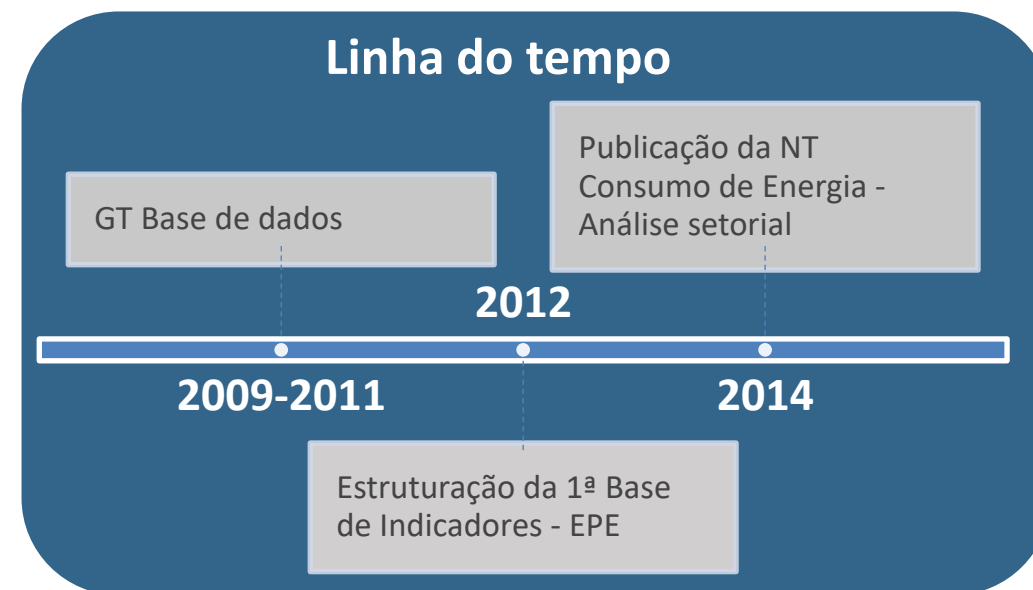 Linha do tempo
GT Base de dados
Publicação da NT
Consumo de Energia -
Análise setorial
2012
2009-2011
2014
Estruturação da 1ª Base
de Indicadores - EPE